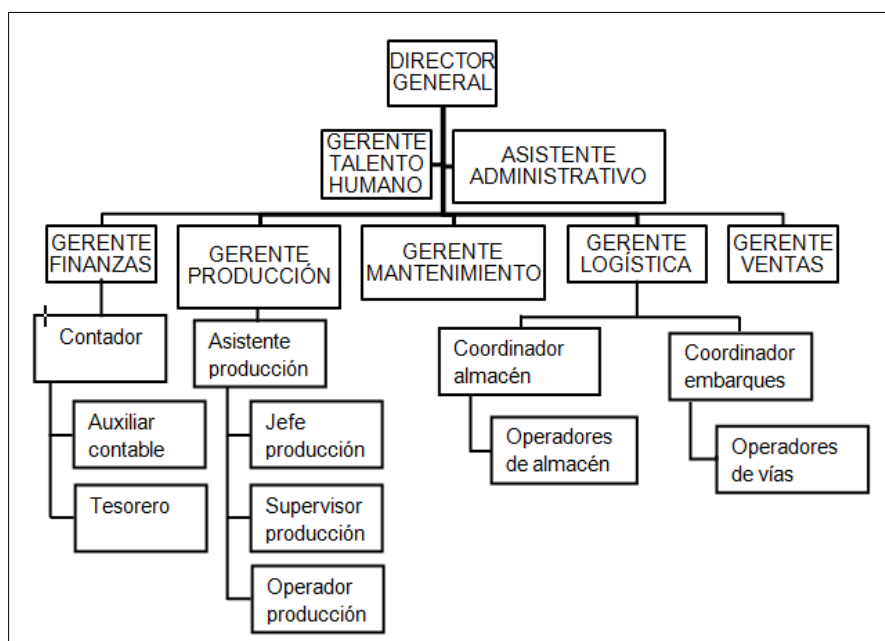 DIRECTOR
GENERAL
GERENTE
TALENTO
HUMANO
ASISTENTE
ADMINISTRATIVO
GERENTE
FINANZAS
GERENTE
PRODUCCIÓN
GERENTE
MANTENIMIENTO
GERENTE
LOGÍSTICA
GERENTE
VENTAS
Contador
Auxiliar
contable
Tesorero
Asistente
producción
Jefe
producción
Supervisor
producción
Operador
producción
Coordinador
almacén
Operadores
de almacén
Coordinador
embarques
Operadores
de vías